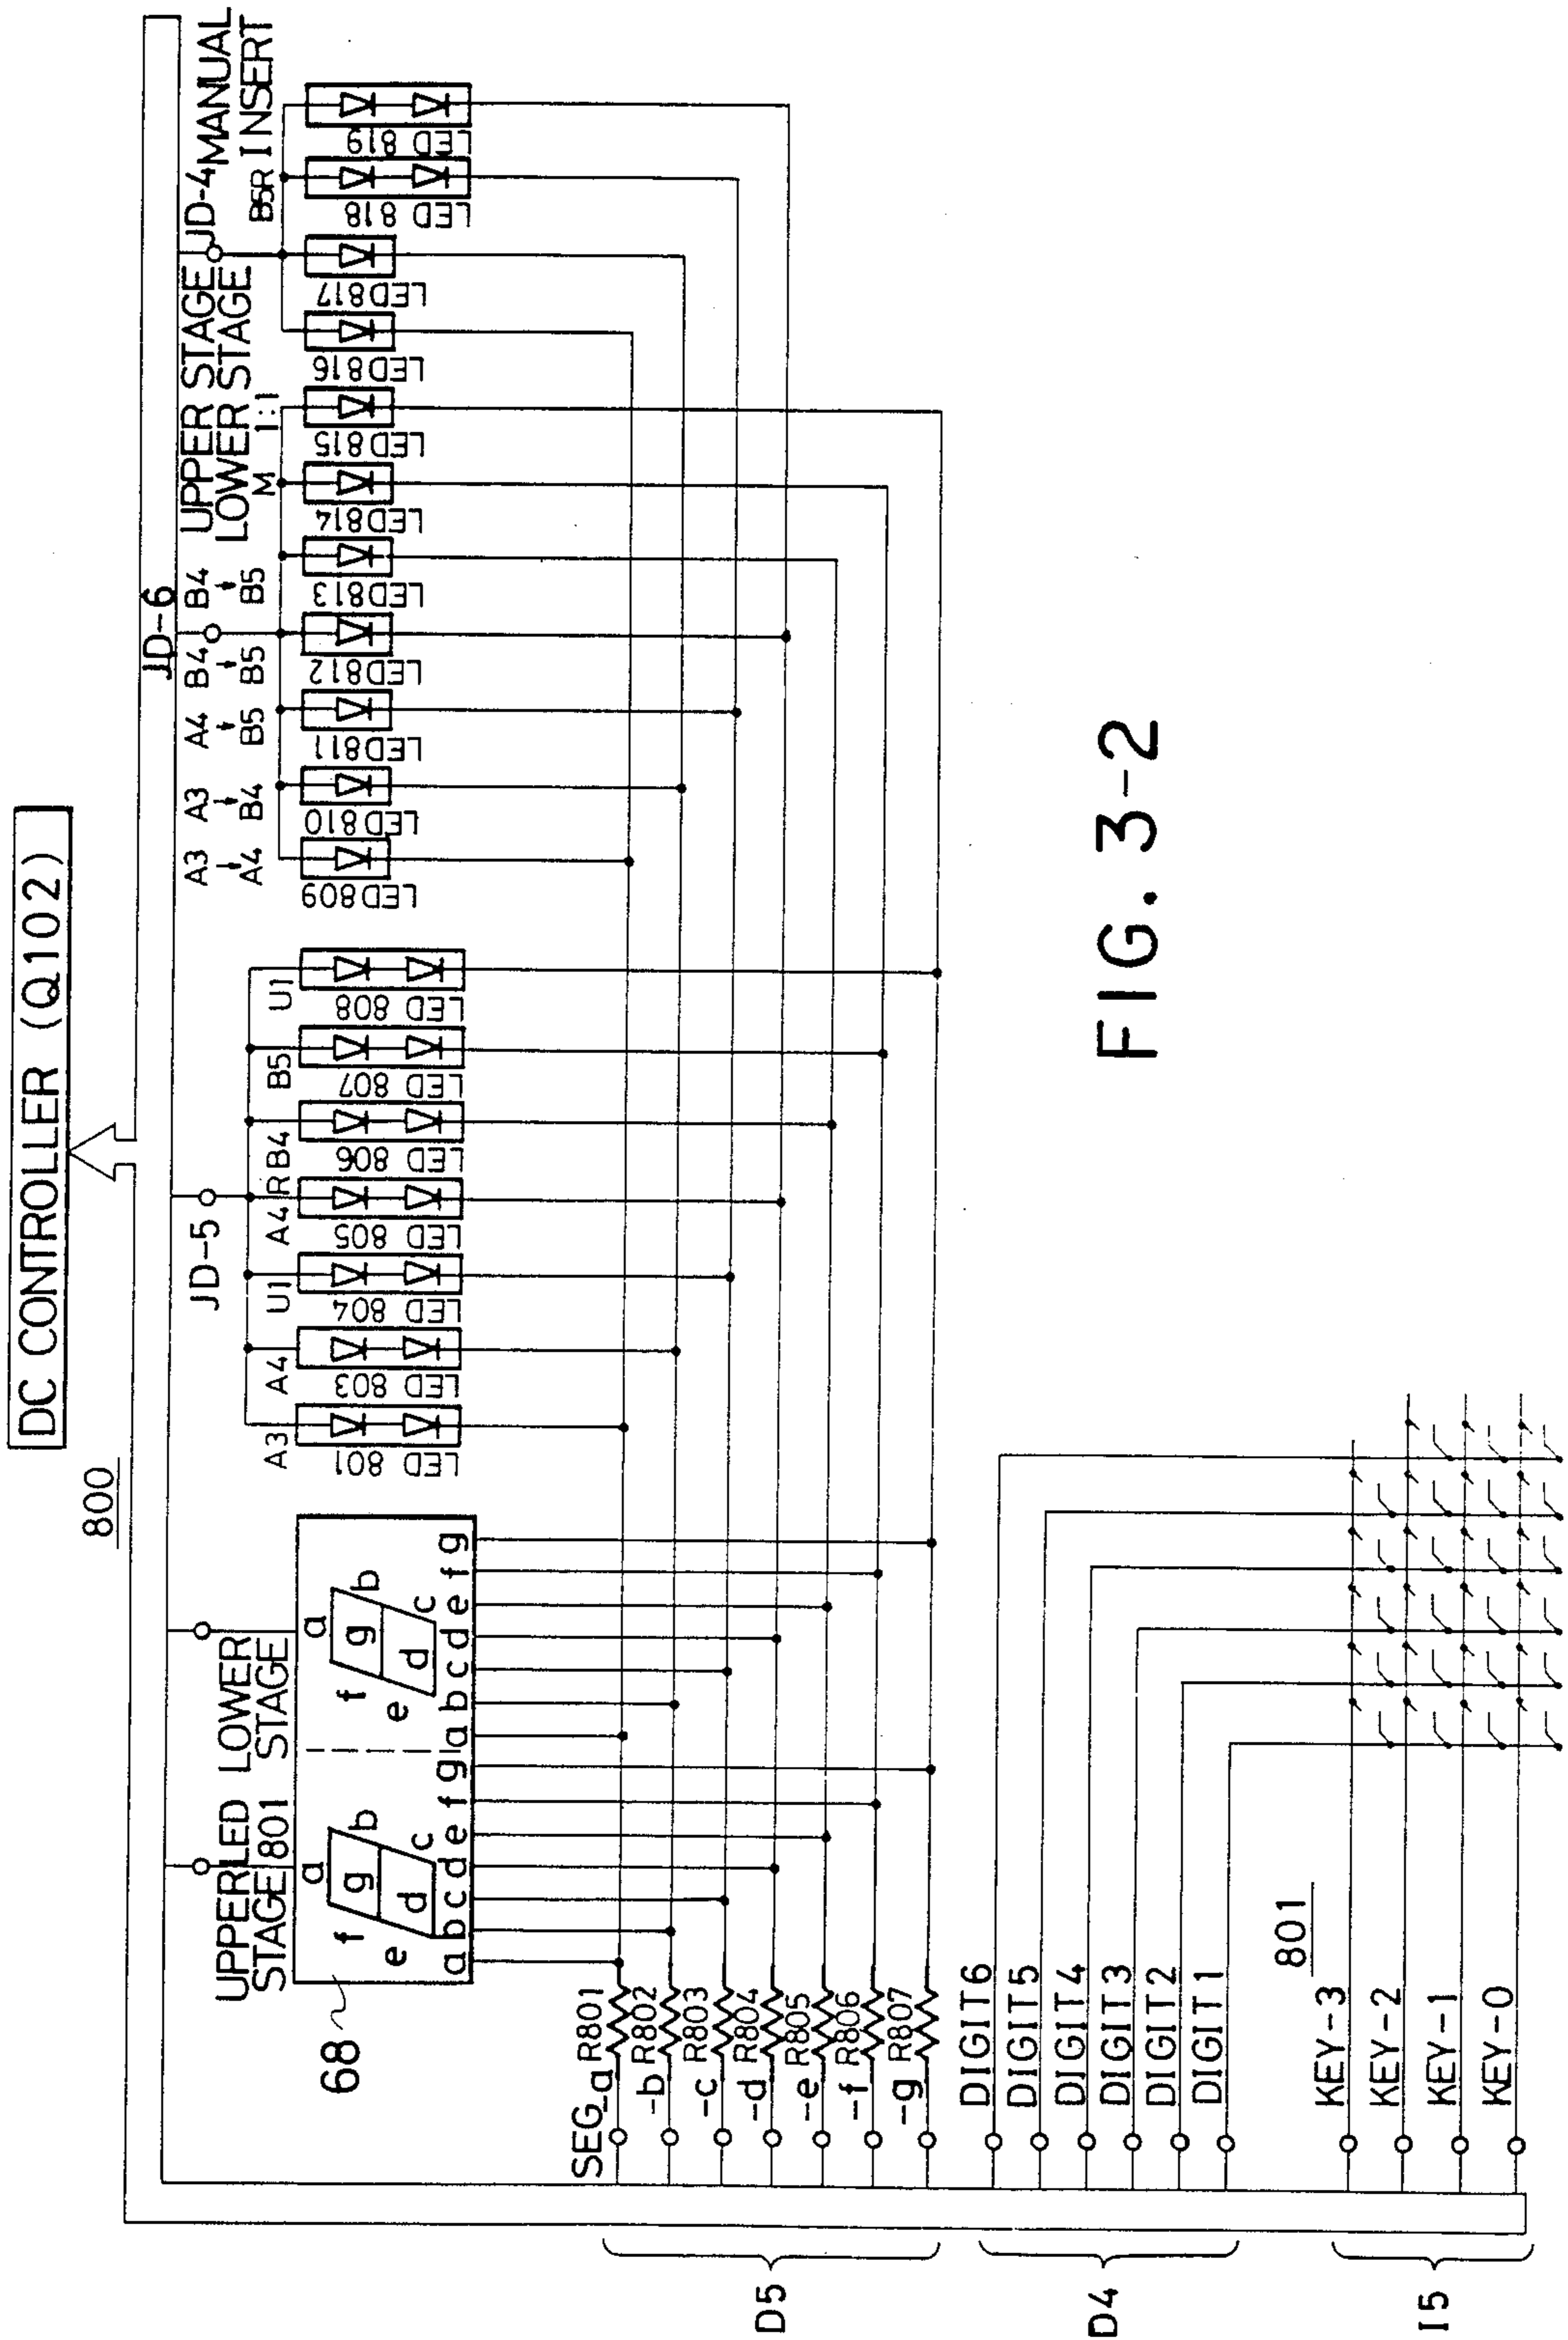 DC CONTROLLER (Q102)
800
UPPER
STAGE
LED
801
LOWER
STAGE
JD-5
JD-6
UPPER STAGE
LOWER STAGE
JD-4
MANUAL
INSERT
A3
A4
U1
A4
R
B4
B5
U1
A3
→
A4
A3
→
B4
A4
→
B5
B4
→
B5
B4
→
B5
M
1:1
BSR
LED 801
LED 803
LED 804
LED 805
LED 806
LED 807
LED 808
LED809
LED810
LED811
LED812
LED813
LED814
LED815
LED816
LED817
LED 818
LED 819
68
a
b
c
d
e
f
g
a
b
c
d
e
f
g
a b c d e f g a b c d e f g
SEG-a R801
-b R802
-c R803
-d R804
-e R805
-f R806
-g R807
D5
DIGIT6
DIGIT5
DIGIT4
DIGIT3
DIGIT2
DIGIT1
D4
801
KEY-3
KEY-2
KEY-1
KEY-0
I5
FIG. 3-2